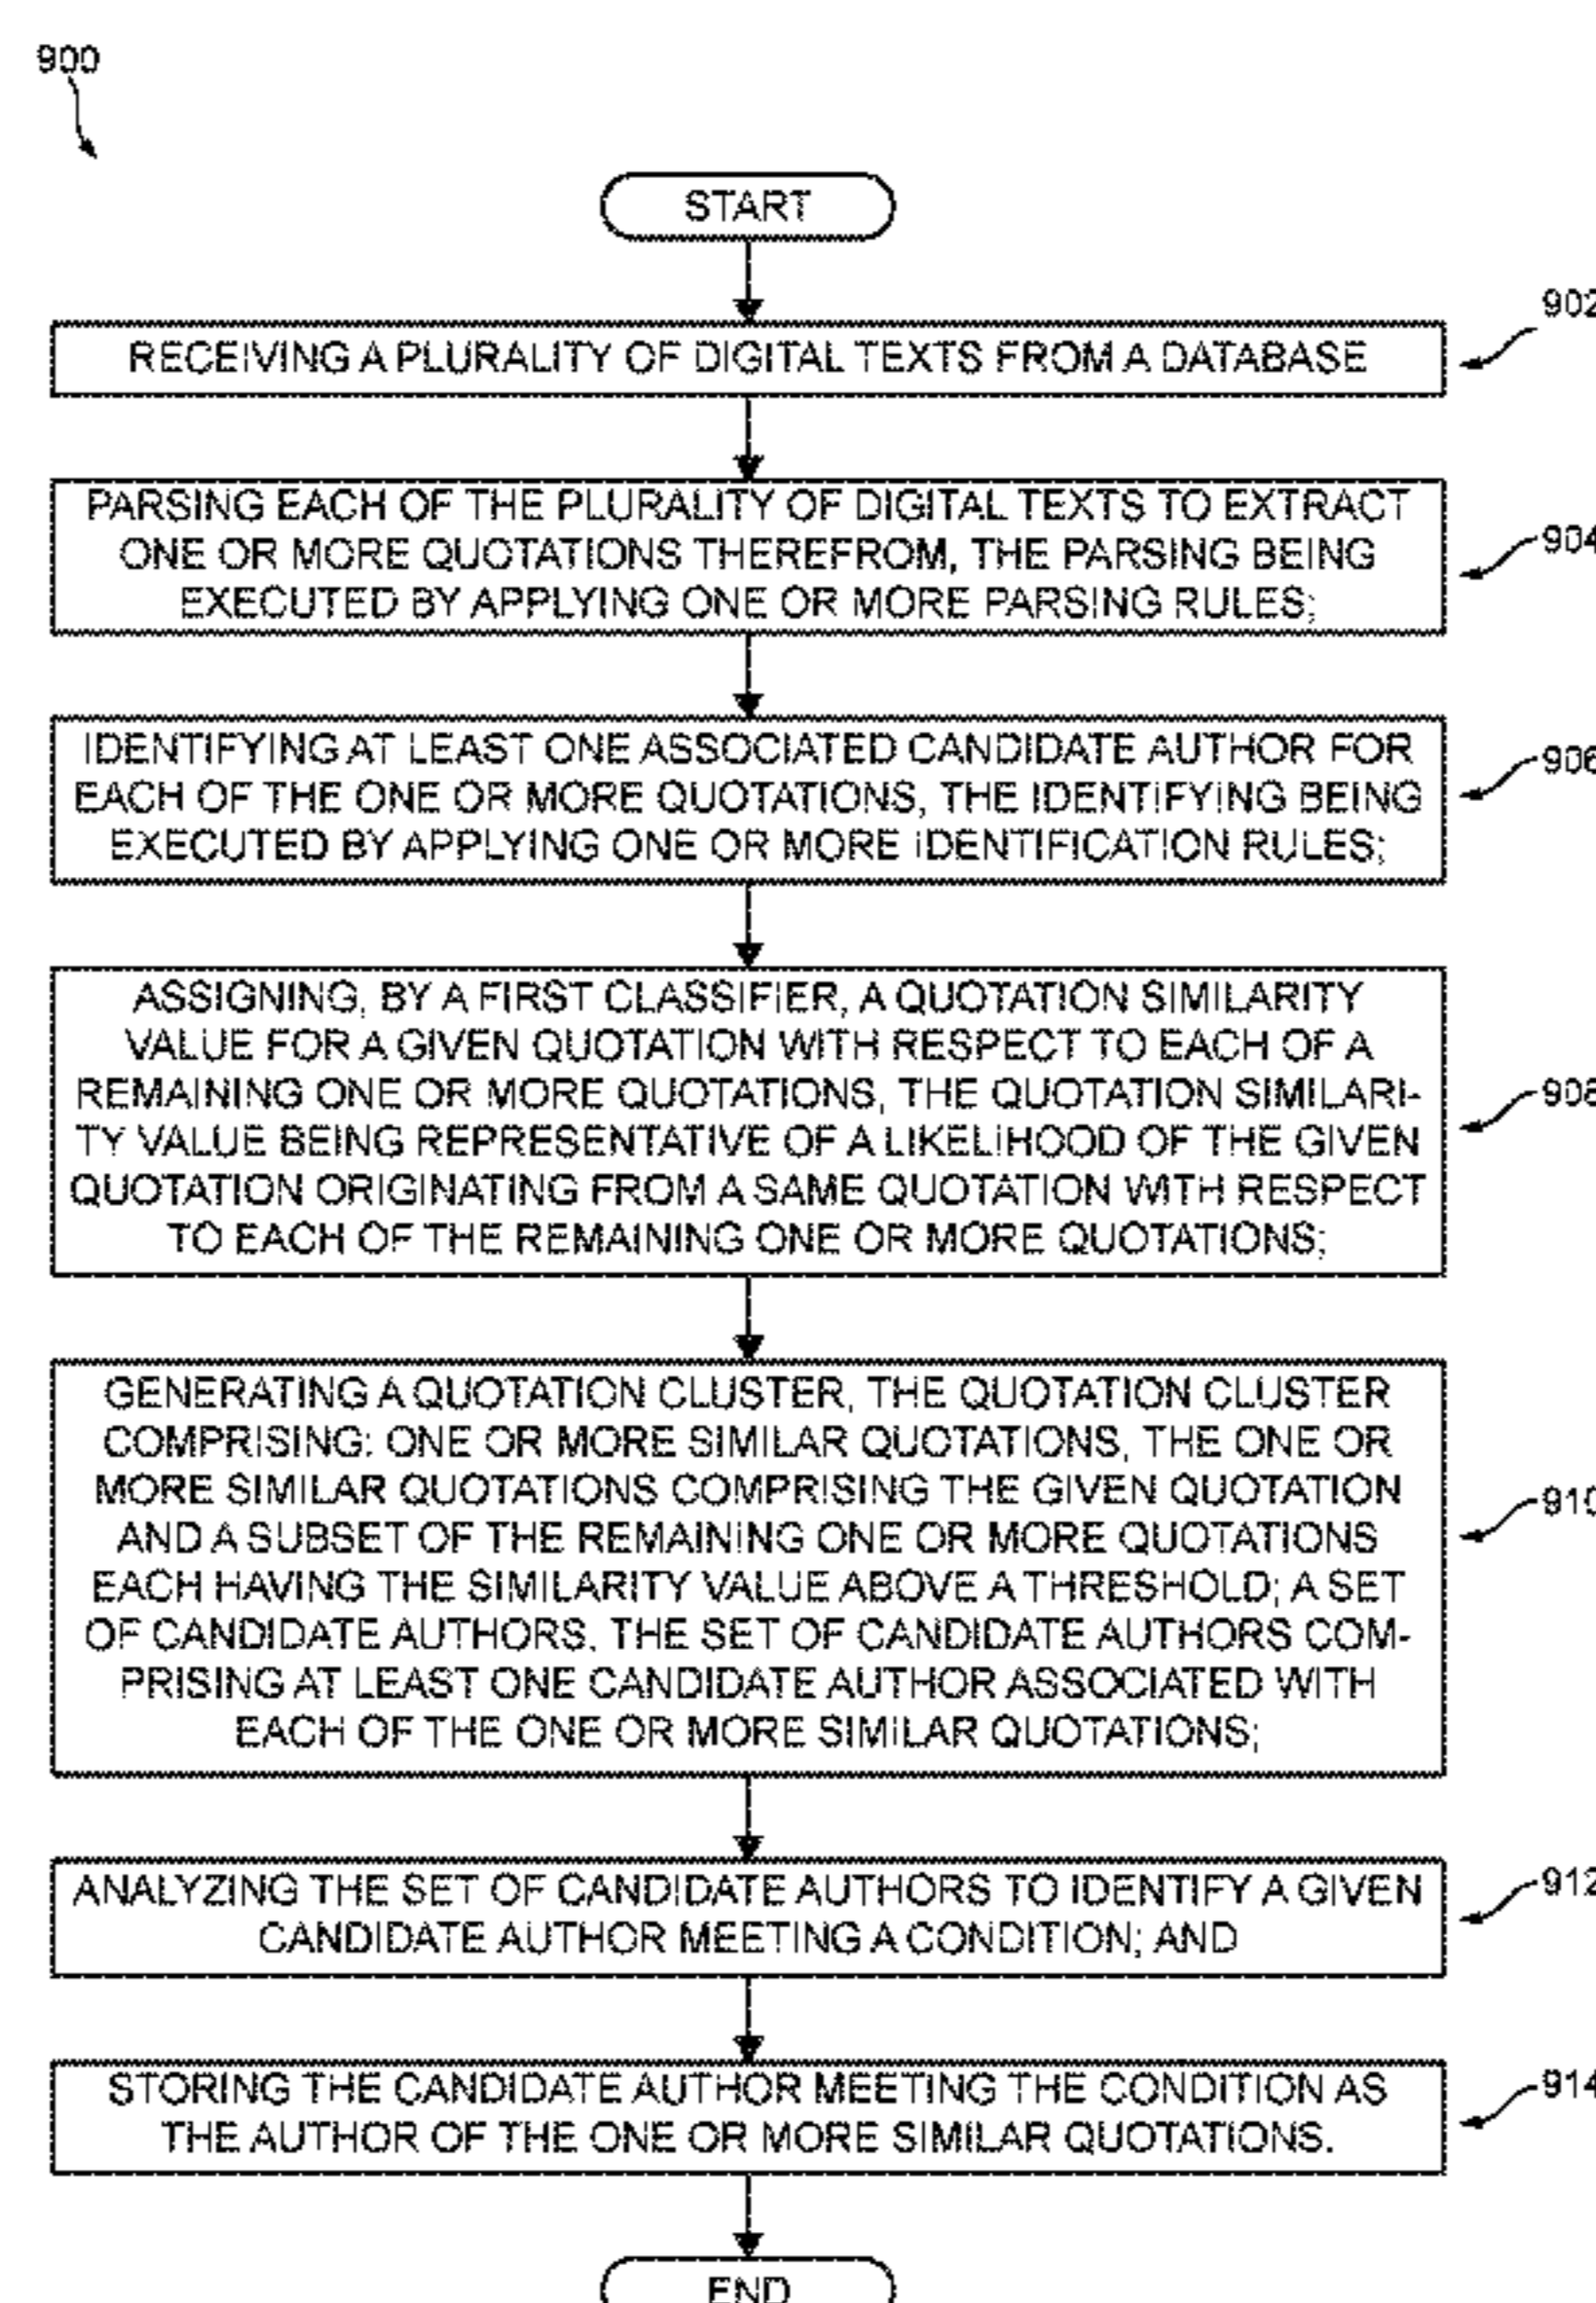 900
START
902
RECEIVING A PLURALITY OF DIGITAL TEXTS FROM A DATABASE
PARSING EACH OF THE PLURALITY OF DIGITAL TEXTS TO EXTRACT
ONE OR MORE QUOTATIONS THEREFROM, THE PARSING BEING
EXECUTED BY APPLYING ONE OR MORE PARSING RULES;
904
IDENTIFYING AT LEAST ONE ASSOCIATED CANDIDATE AUTHOR FOR
EACH OF THE ONE OR MORE QUOTATIONS, THE IDENTIFYING BEING
EXECUTED BY APPLYING ONE OR MORE IDENTIFICATION RULES;
906
ASSIGNING, BY A FIRST CLASSIFIER, A QUOTATION SIMILARITY
VALUE FOR A GIVEN QUOTATION WITH RESPECT TO EACH OF A
REMAINING ONE OR MORE QUOTATIONS, THE QUOTATION SIMILARI-
TY VALUE BEING REPRESENTATIVE OF A LIKELIHOOD OF THE GIVEN
QUOTATION ORIGINATING FROM A SAME QUOTATION WITH RESPECT
TO EACH OF THE REMAINING ONE OR MORE QUOTATIONS;
908
GENERATING A QUOTATION CLUSTER, THE QUOTATION CLUSTER
COMPRISING: ONE OR MORE SIMILAR QUOTATIONS, THE ONE OR
MORE SIMILAR QUOTATIONS COMPRISING THE GIVEN QUOTATION
AND A SUBSET OF THE REMAINING ONE OR MORE QUOTATIONS
EACH HAVING THE SIMILARITY VALUE ABOVE A THRESHOLD; A SET
OF CANDIDATE AUTHORS, THE SET OF CANDIDATE AUTHORS COM-
PRISING AT LEAST ONE CANDIDATE AUTHOR ASSOCIATED WITH
EACH OF THE ONE OR MORE SIMILAR QUOTATIONS;
910
ANALYZING THE SET OF CANDIDATE AUTHORS TO IDENTIFY A GIVEN
CANDIDATE AUTHOR MEETING A CONDITION; AND
912
STORING THE CANDIDATE AUTHOR MEETING THE CONDITION AS
THE AUTHOR OF THE ONE OR MORE SIMILAR QUOTATIONS.
914
END